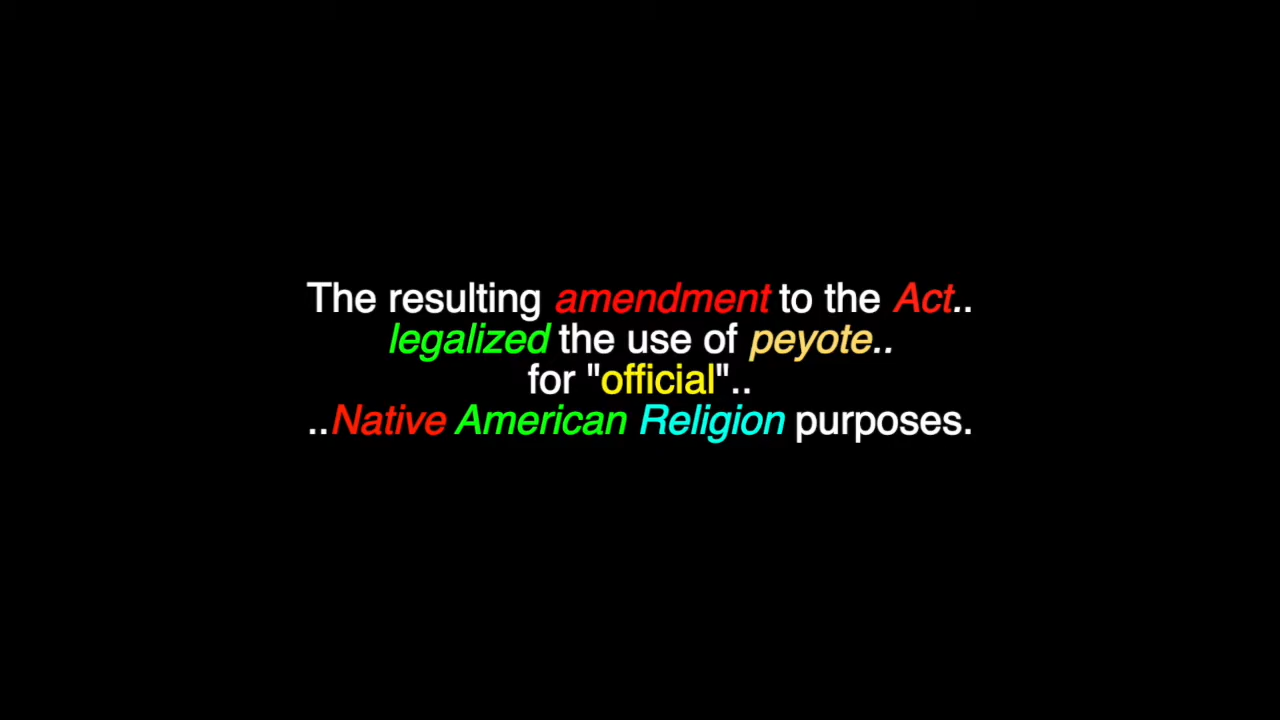 The resulting amendment to the Act..
legalized the use of peyote..
for "official"..
..Native American Religion purposes.